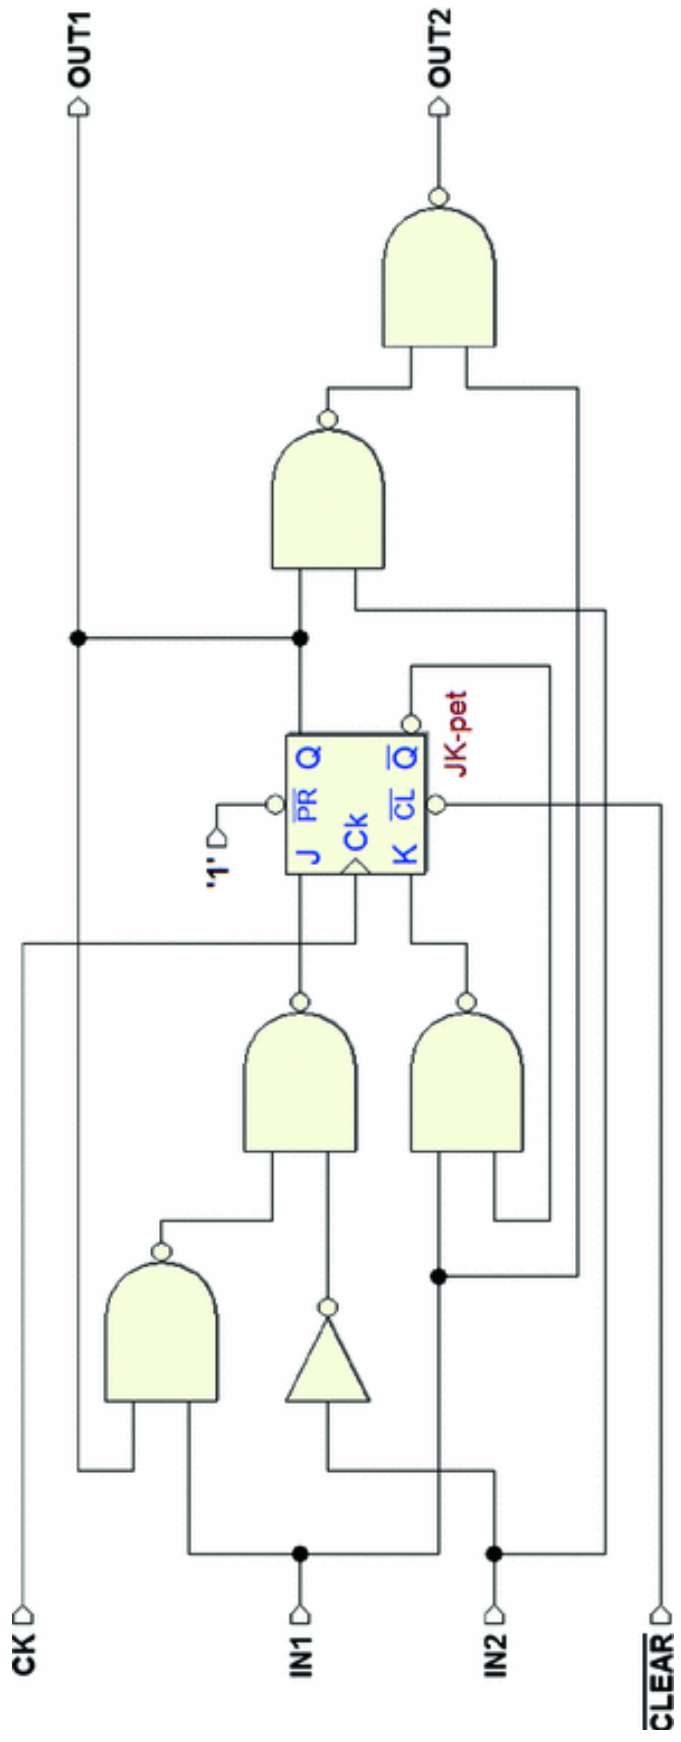 OUT1
OUT2
JK-pet
'1'
PR
Q
J
Ck
K
CL
Q
CK
IN1
IN2
CLEAR